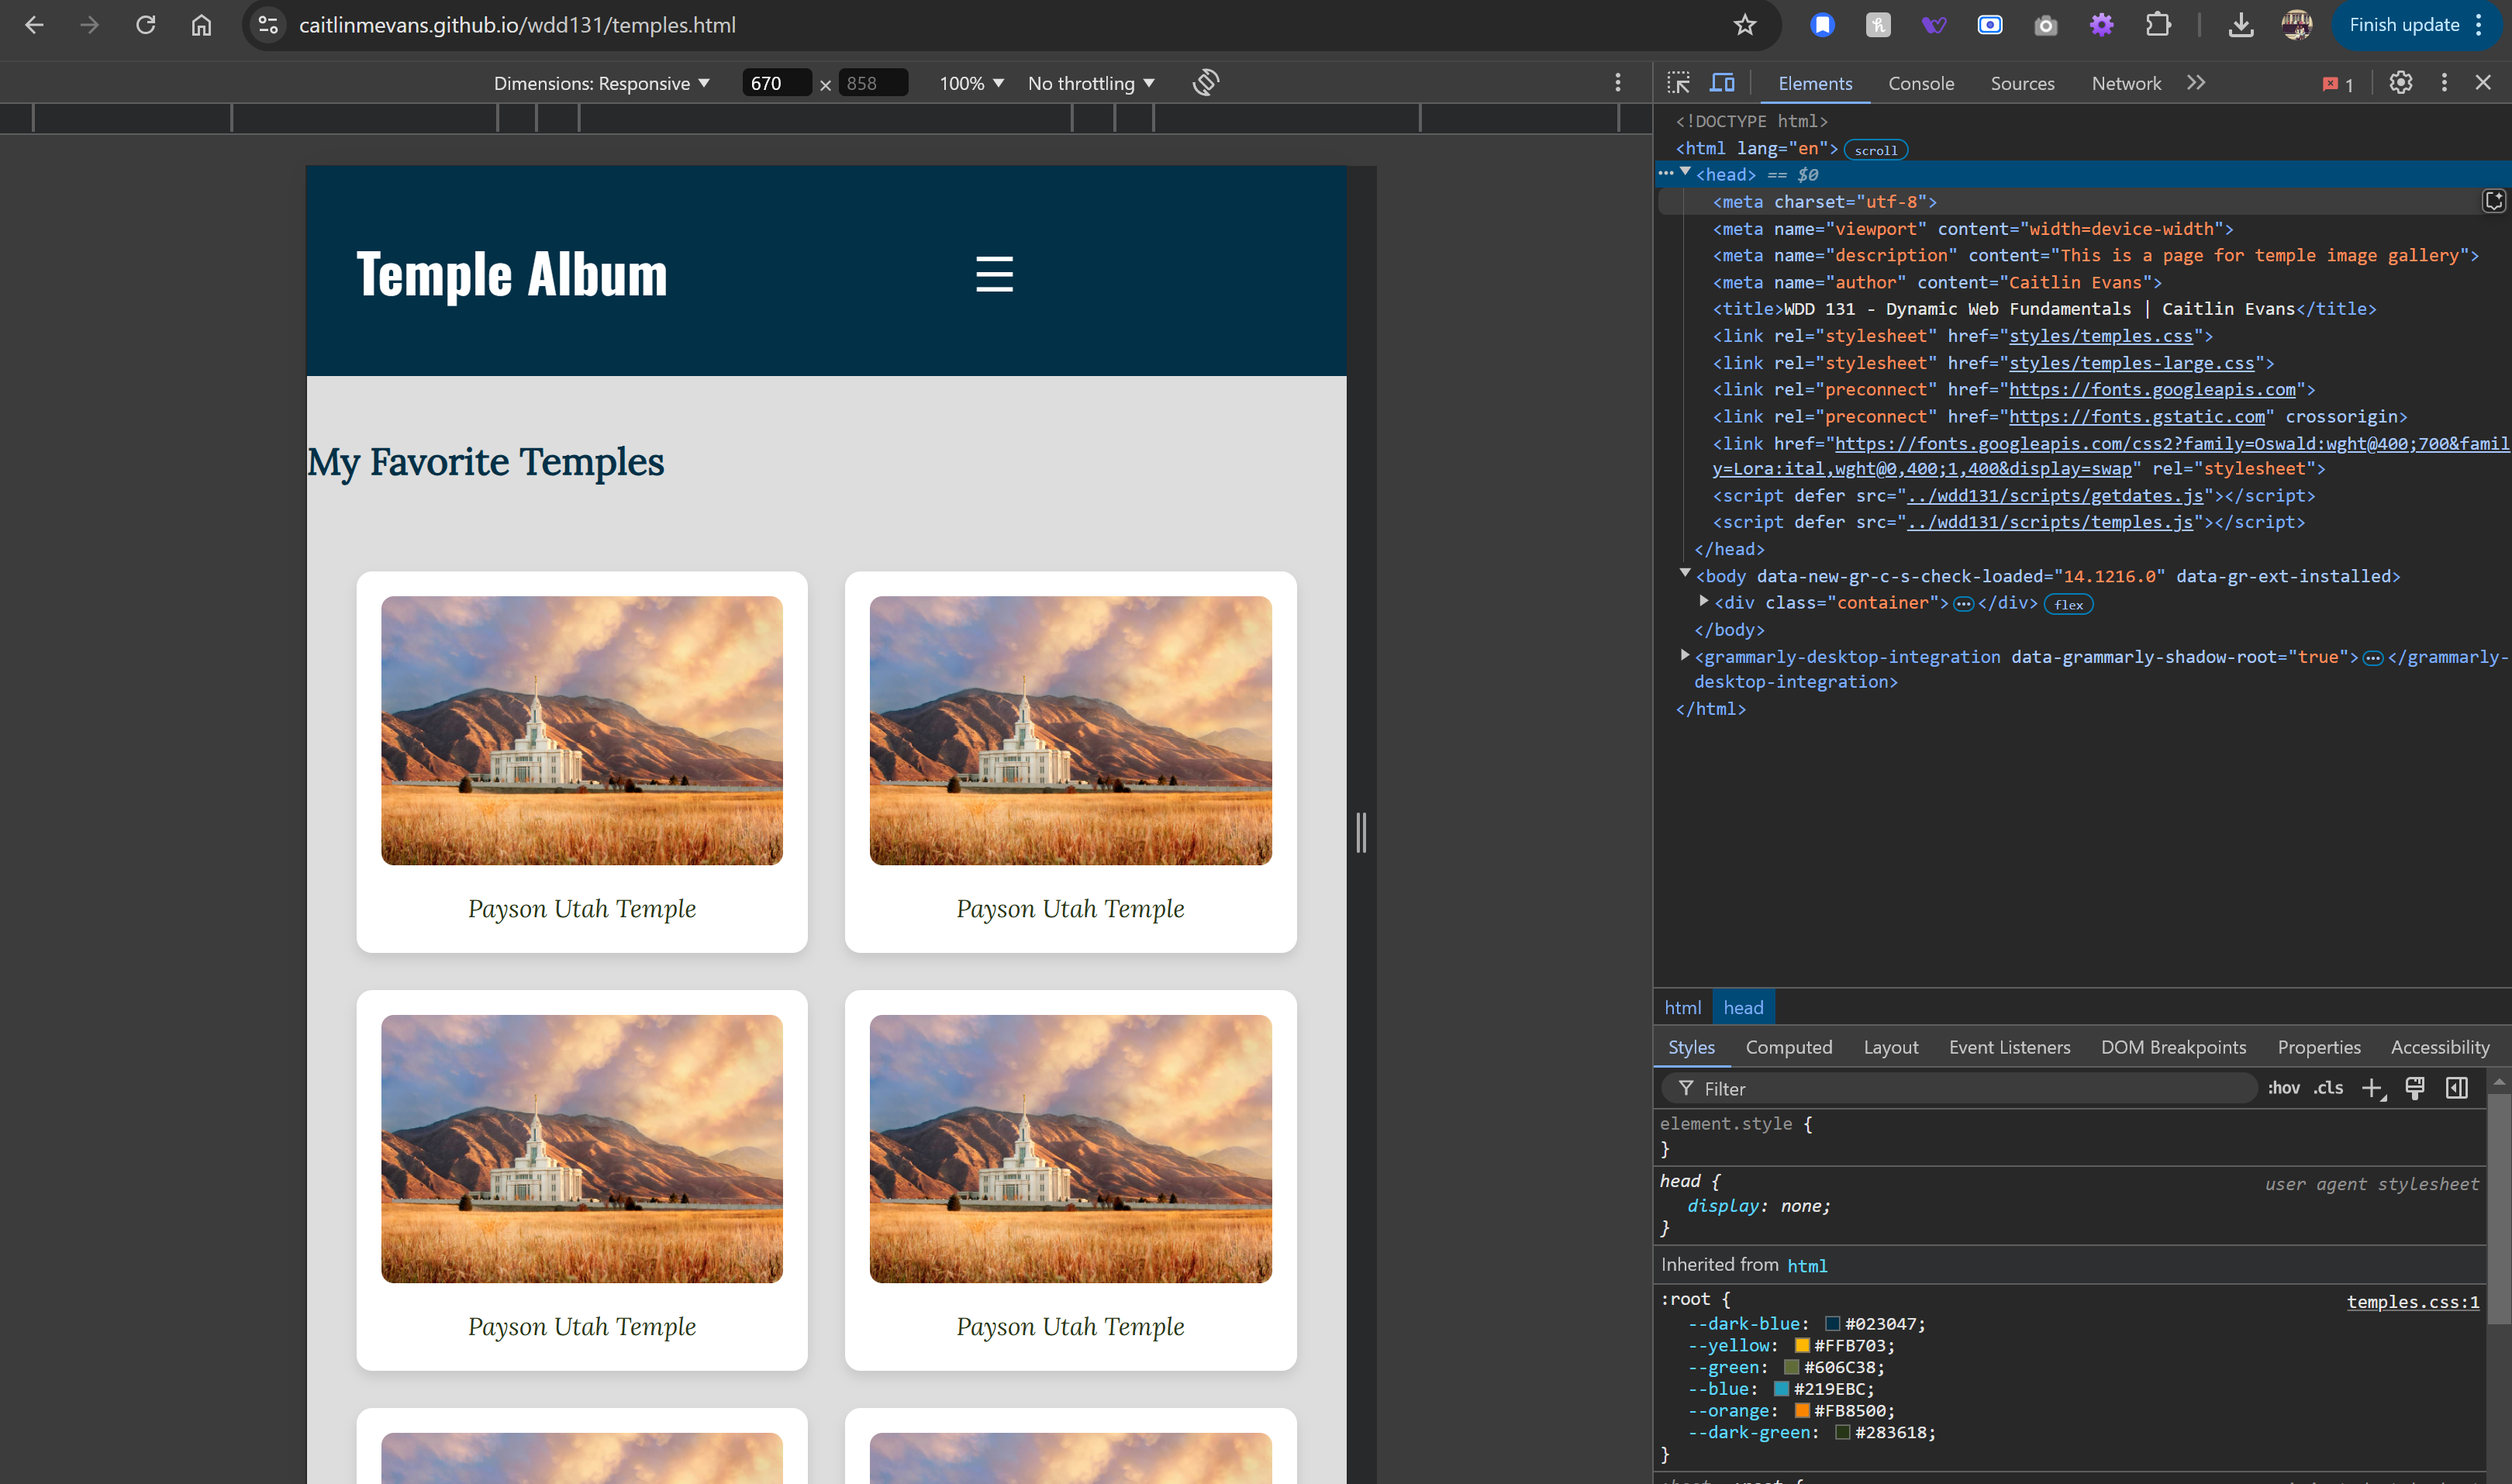 caitlinmevans.github.io/wdd131/temples.html
Finish update
Dimensions: Responsive
670 × 858
100%
No throttling
Elements
Console
Sources
Network
1
Temple Album
My Favorite Temples
Payson Utah Temple
Payson Utah Temple
Payson Utah Temple
Payson Utah Temple
<!DOCTYPE html>
<html lang="en"> scroll
<head> == $0
<meta charset="utf-8">
<meta name="viewport" content="width=device-width">
<meta name="description" content="This is a page for temple image gallery">
<meta name="author" content="Caitlin Evans">
<title>WDD 131 - Dynamic Web Fundamentals | Caitlin Evans</title>
<link rel="stylesheet" href="styles/temples.css">
<link rel="stylesheet" href="styles/temples-large.css">
<link rel="preconnect" href="https://fonts.googleapis.com">
<link rel="preconnect" href="https://fonts.gstatic.com" crossorigin>
<link href="https://fonts.googleapis.com/css2?family=Oswald:wght@400;700&famil
y=Lora:ital,wght@0,400;1,400&display=swap" rel="stylesheet">
<script defer src="../wdd131/scripts/getdates.js"></script>
<script defer src="../wdd131/scripts/temples.js"></script>
</head>
<body data-new-gr-c-s-check-loaded="14.1216.0" data-gr-ext-installed>
<div class="container">…</div> flex
</body>
<grammarly-desktop-integration data-grammarly-shadow-root="true">…</grammarly-
desktop-integration>
</html>
html
head
Styles
Computed
Layout
Event Listeners
DOM Breakpoints
Properties
Accessibility
Filter
:hov
.cls
element.style {
}
head {
user agent stylesheet
display: none;
}
Inherited from html
:root {
temples.css:1
--dark-blue: #023047;
--yellow: #FFB703;
--green: #606C38;
--blue: #219EBC;
--orange: #FB8500;
--dark-green: #283618;
}